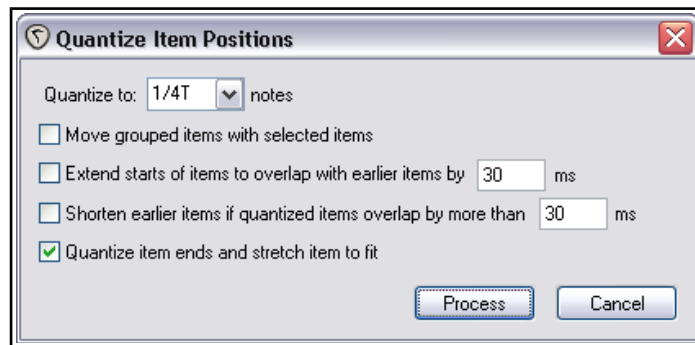 Quantize Item Positions
Quantize to: 1/4T notes
Move grouped items with selected items
Extend starts of items to overlap with earlier items by 30 ms
Shorten earlier items if quantized items overlap by more than 30 ms
Quantize item ends and stretch item to fit
Process Cancel